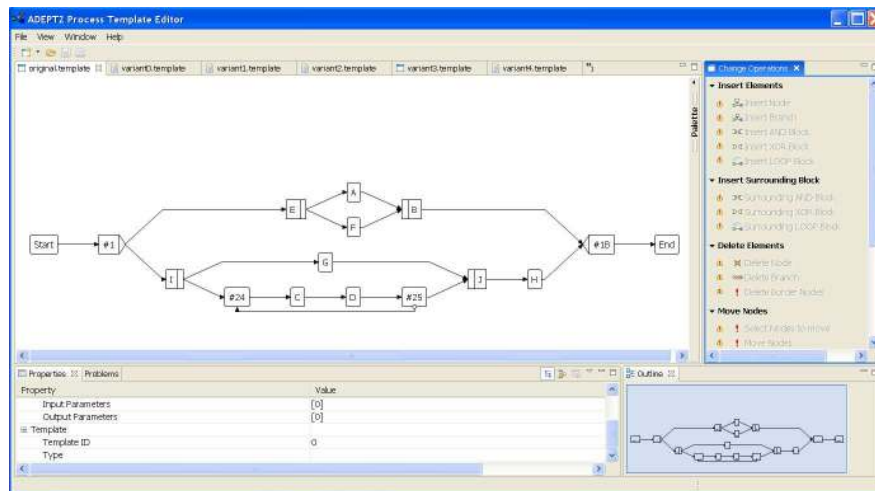 ADEPT2 Process Template Editor
File View Window Help
original.template variant0.template variant1.template variant2.template variant3.template variant4.template
Change Operations
Palette
Insert Elements
Insert Node
Insert Branch
Insert AND Block
Insert XOR Block
Insert LOOP Block
Insert Surrounding Block
Surrounding AND-Block
Surrounding XOR-Block
Surrounding LOOP Block
Delete Elements
Delete Node
Delete Branch
Delete Border Nodes
Move Nodes
Select Nodes to move
Move Nodes
A
E B
F
Start #1 #1B End
G
I J H
#24 C D #25
Properties Problems
Property Value
Input Parameters [0]
Output Parameters [0]
Template
Template ID 0
Type
Outline